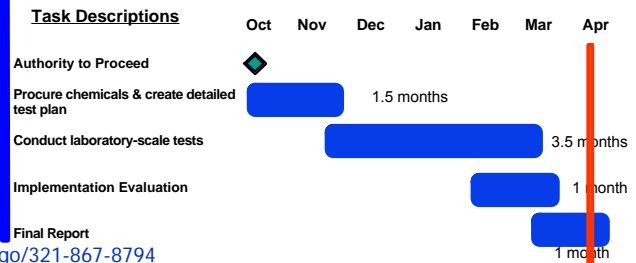 Task Descriptions
Oct Nov Dec Jan Feb Mar Apr
Authority to Proceed
Procure chemicals & create detailed
test plan
1.5 months
Conduct laboratory-scale tests
3.5 months
Implementation Evaluation
1 month
Final Report
1 month
go/321-867-8794